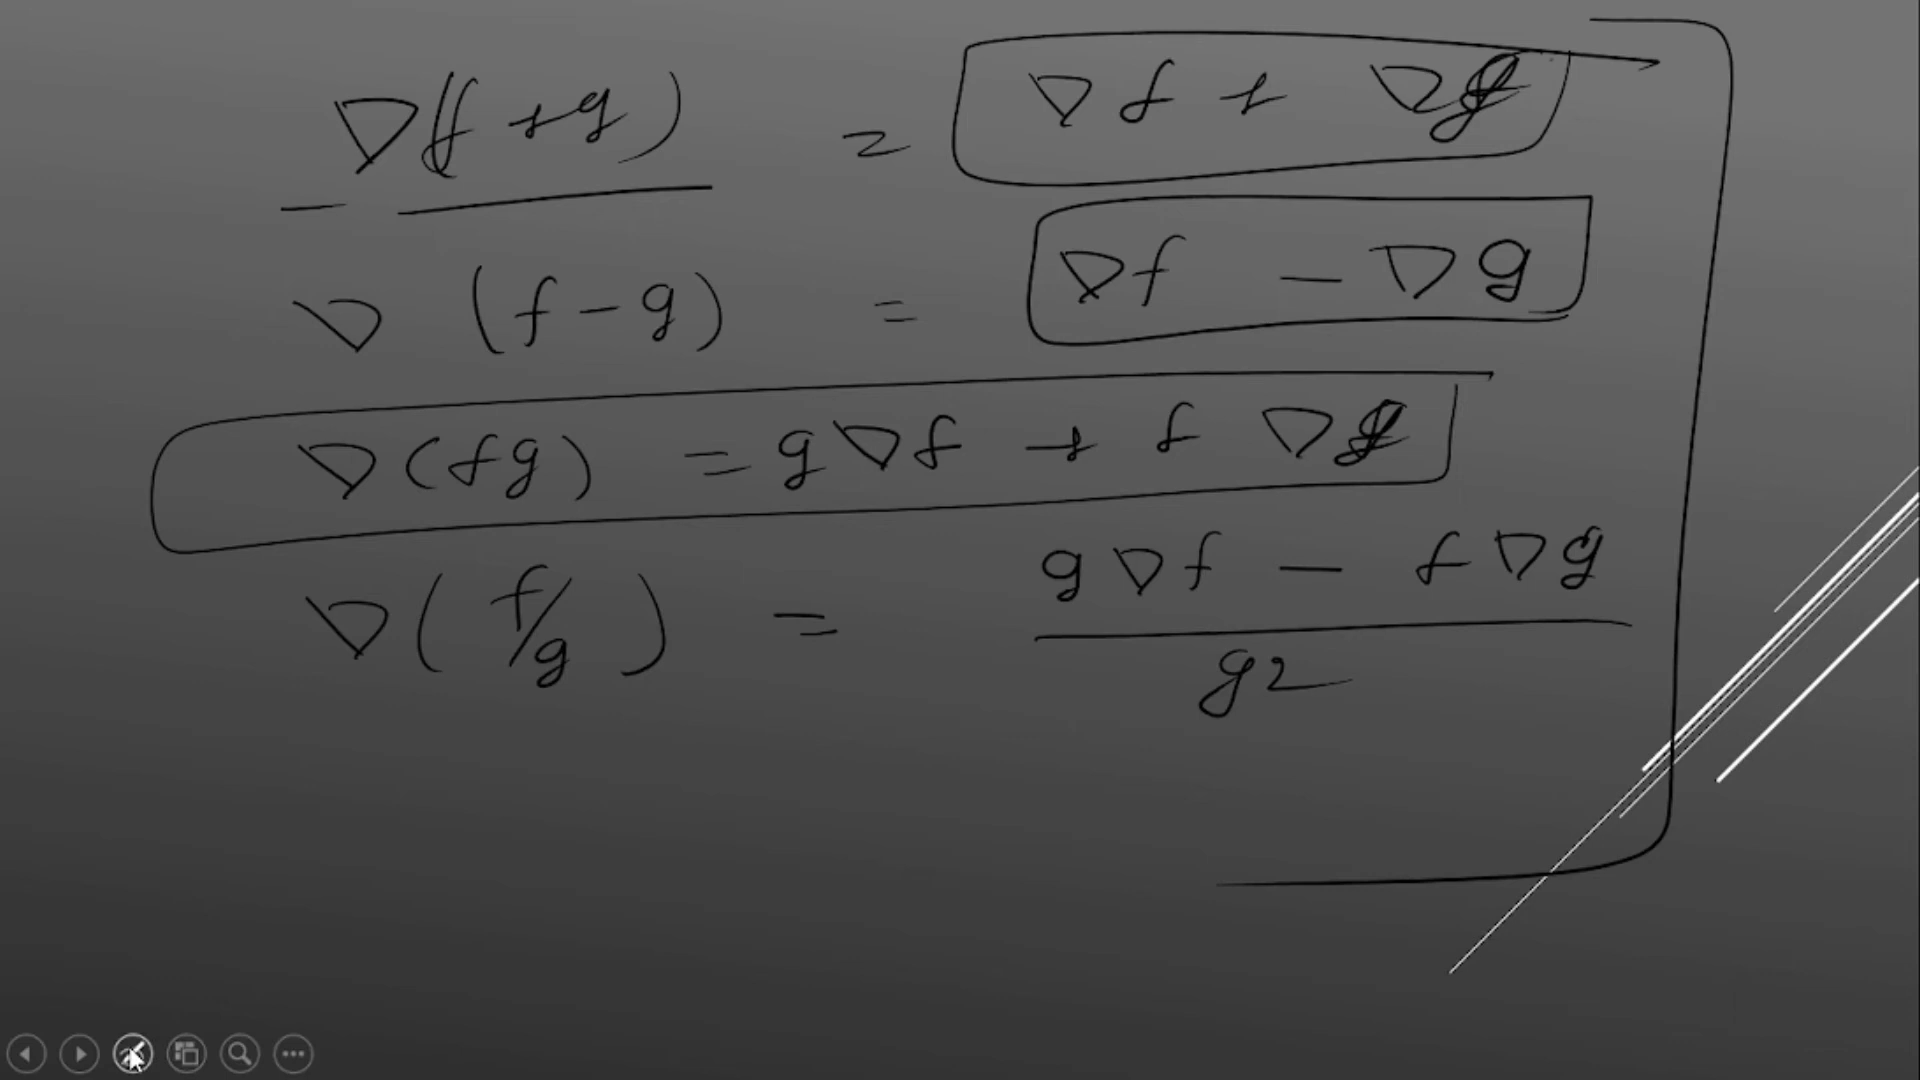 ∇(f+g) = ∇f + ∇g
∇ (f-g) = ∇f - ∇g
∇(fg) = g∇f + f ∇g
∇(f/g) = g∇f - f∇g
g2